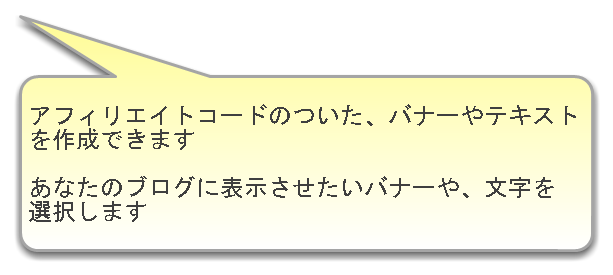 アフィリエイトコードのついた、バナーやテキスト
を作成できます
あなたのブログに表示させたいバナーや、文字を
選択します